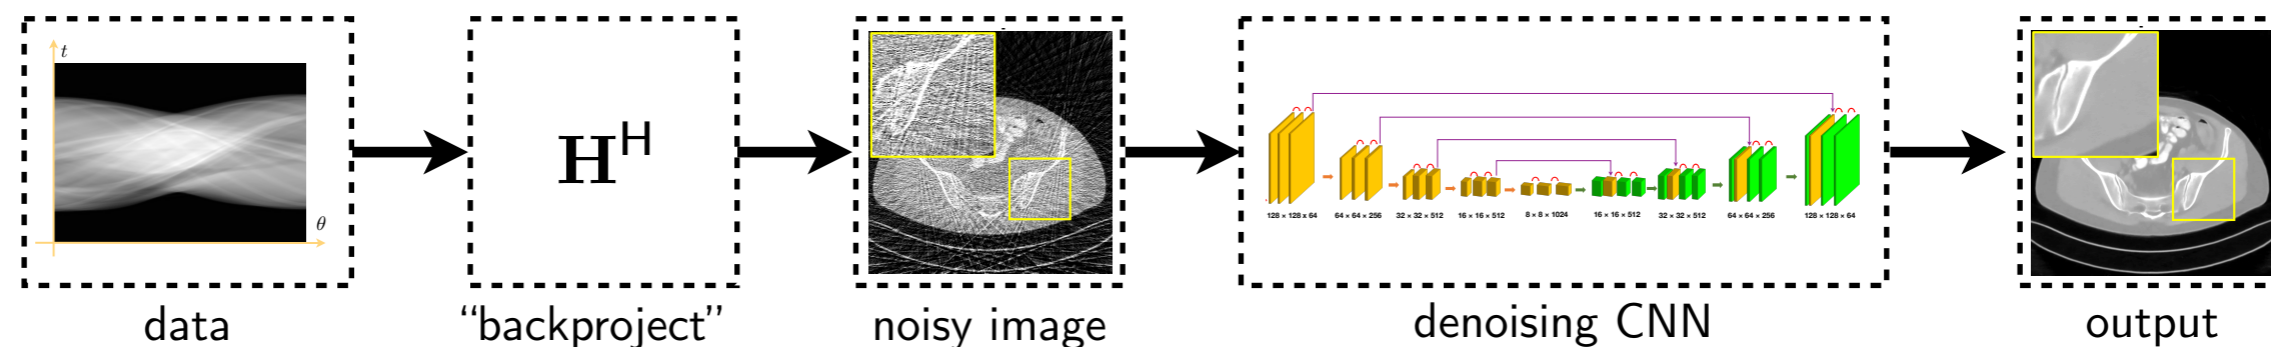 t
θ
H^H
128 × 128 x 64
64 × 64 × 256
32 × 32 × 512
16 × 16 × 512
8 × 8 × 1024
16 × 16 × 512
32 × 32 × 512
64 × 64 × 256
128 × 128 × 64
data
“backproject”
noisy image
denoising CNN
output